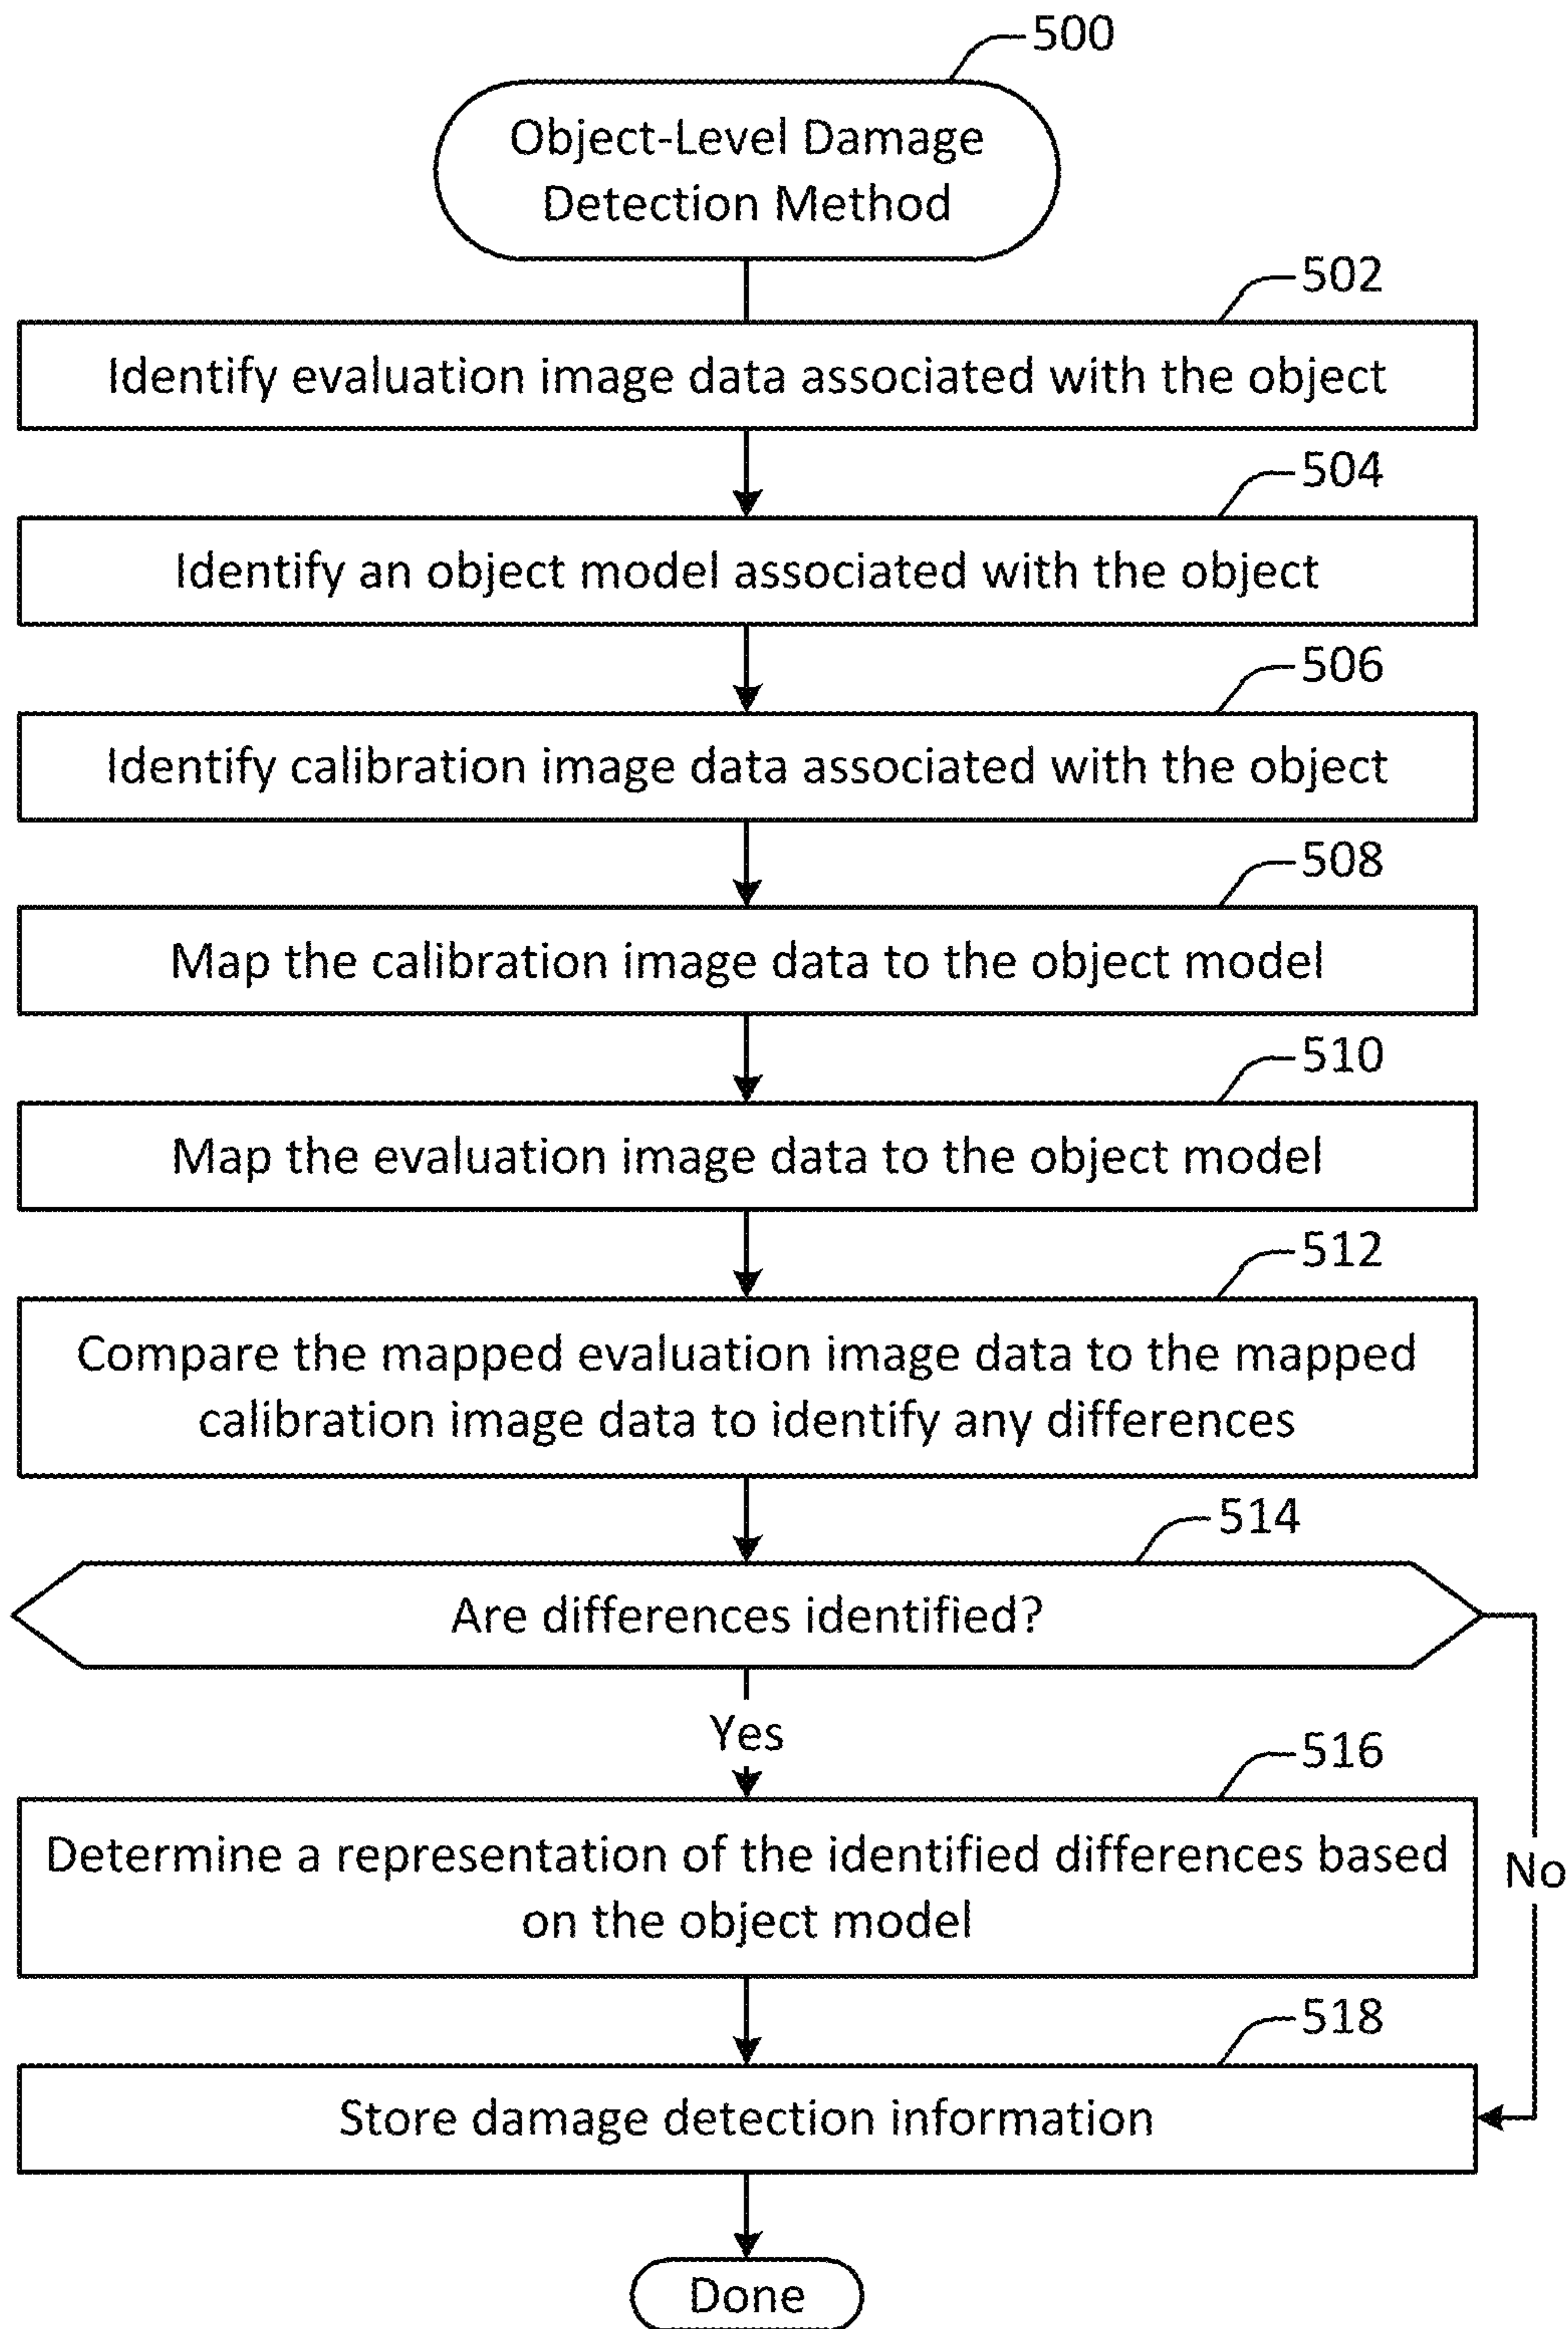 500
Object-Level Damage
Detection Method
502
Identify evaluation image data associated with the object
504
Identify an object model associated with the object
506
Identify calibration image data associated with the object
508
Map the calibration image data to the object model
510
Map the evaluation image data to the object model
512
Compare the mapped evaluation image data to the mapped
calibration image data to identify any differences
514
Are differences identified?
Yes
516
Determine a representation of the identified differences based
on the object model
No
518
Store damage detection information
Done